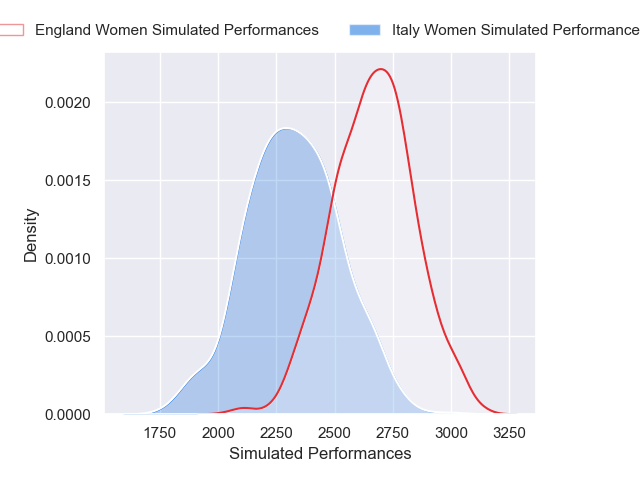 England Women Simulated Performances
Italy Women Simulated Performance
0.0020
0.0015
0.0010
0.0005
0.0000
Density
1750 2000 2250 2500 2750 3000 3250
Simulated Performances